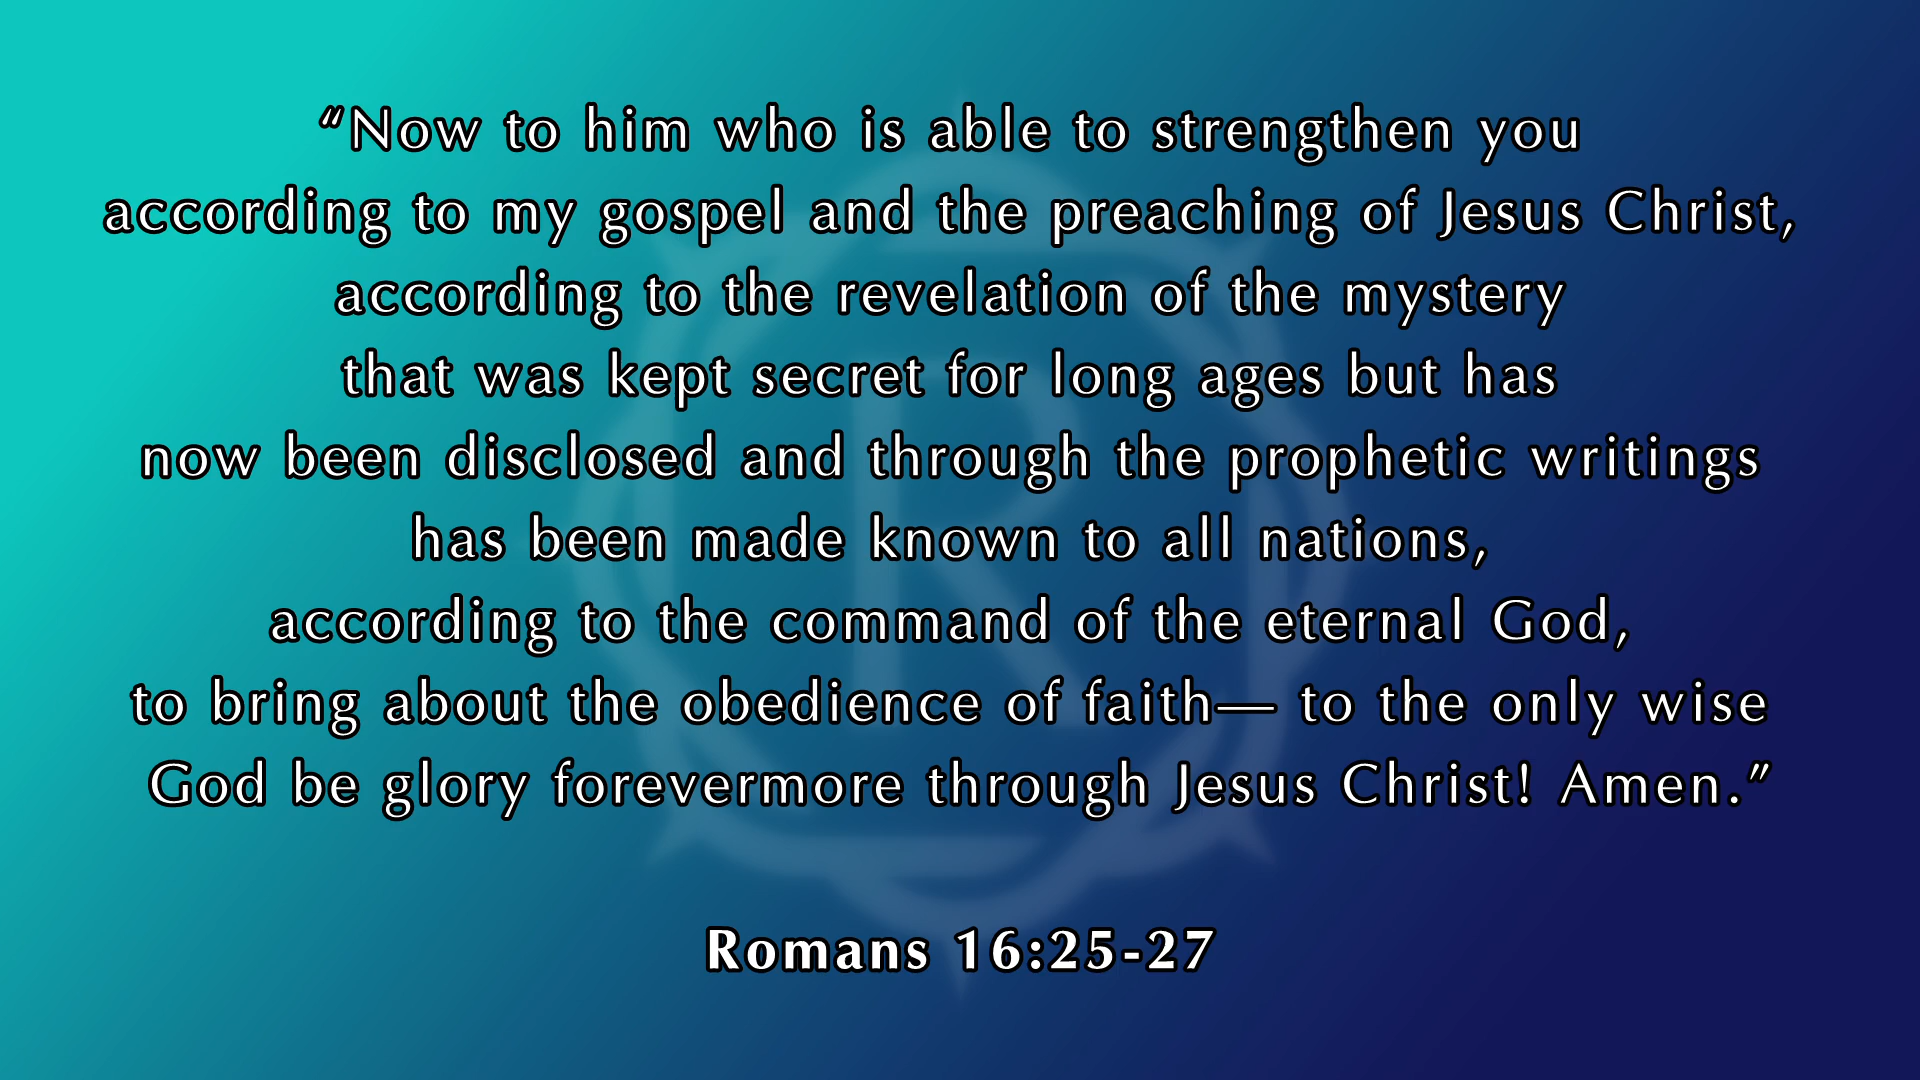 “Now to him who is able to strengthen you
according to my gospel and the preaching of Jesus Christ,
according to the revelation of the mystery
that was kept secret for long ages but has
now been disclosed and through the prophetic writings
has been made known to all nations,
according to the command of the eternal God,
to bring about the obedience of faith— to the only wise
God be glory forevermore through Jesus Christ! Amen.”
Romans 16:25-27
R